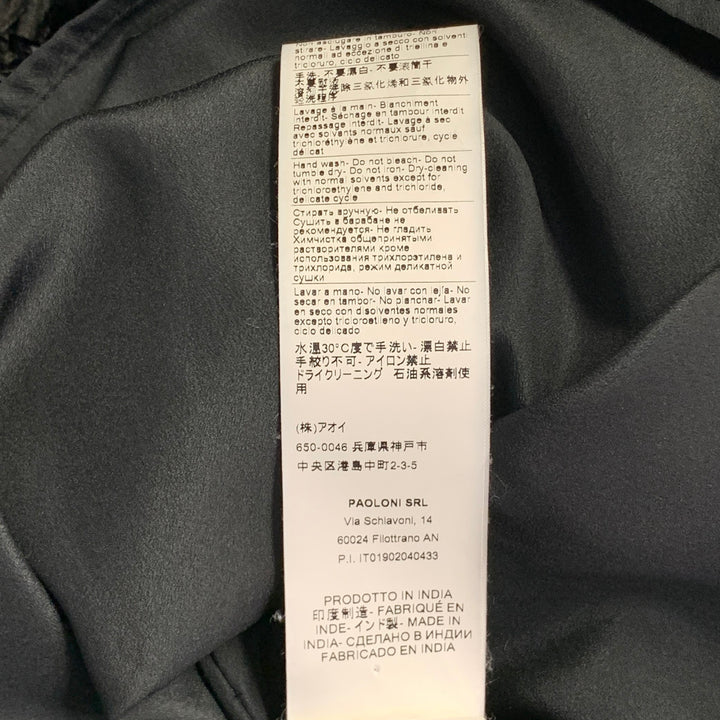 Non asciugare in tamburo- Non
stirare- Lavaggio a secco con solventi
normali ad eccezione di trielina e
tricloruro, ciclo delicato
手洗- 不要漂白- 不要滚筒干
经洗程序
Lavage à la main- Blanchiment
interdit- Séchage en tambour interdit
Repassage interdit- Lavage à sec
avec solvants normaux sauf
trichloréthylène et trichlorure, cycle
délicat
Hand wash- Do not bleach- Do not
tumble dry- Do not iron- Dry-cleaning
with normal solvents except for
trichloroethylene and trichloride,
delicate cycle
Стирать вручную- Не отбеливать
Сушить в барабане не
рекомендуется- Не гладить
Химчистка общепринятыми
растворителями кроме
использования трихлорэтилена и
трихлорида, режим деликатной
сушки
Lavar a mano- No lavar con lejía- No
secar en tambor- No planchar- Lavar
en seco con disolventes normales
excepto tricloroetileno y tricloruro,
ciclo delicado
水温30°C度で手洗い- 漂白禁止
手絞り不可- アイロン禁止
ドライクリーニング 石油系溶剤使
用
(株)アオイ
650-0046 兵庫県神戸市
中央区港島中町2-3-5
PAOLONI SRL
Via Schiavoni, 14
60024 Filottrano AN
P.I. IT01902040433
PRODOTTO IN INDIA
印度制造- FABRIQUÉ EN
INDE- インド製- MADE IN
INDIA- СДЕЛАНО В ИНДИИ
FABRICADO EN INDIA